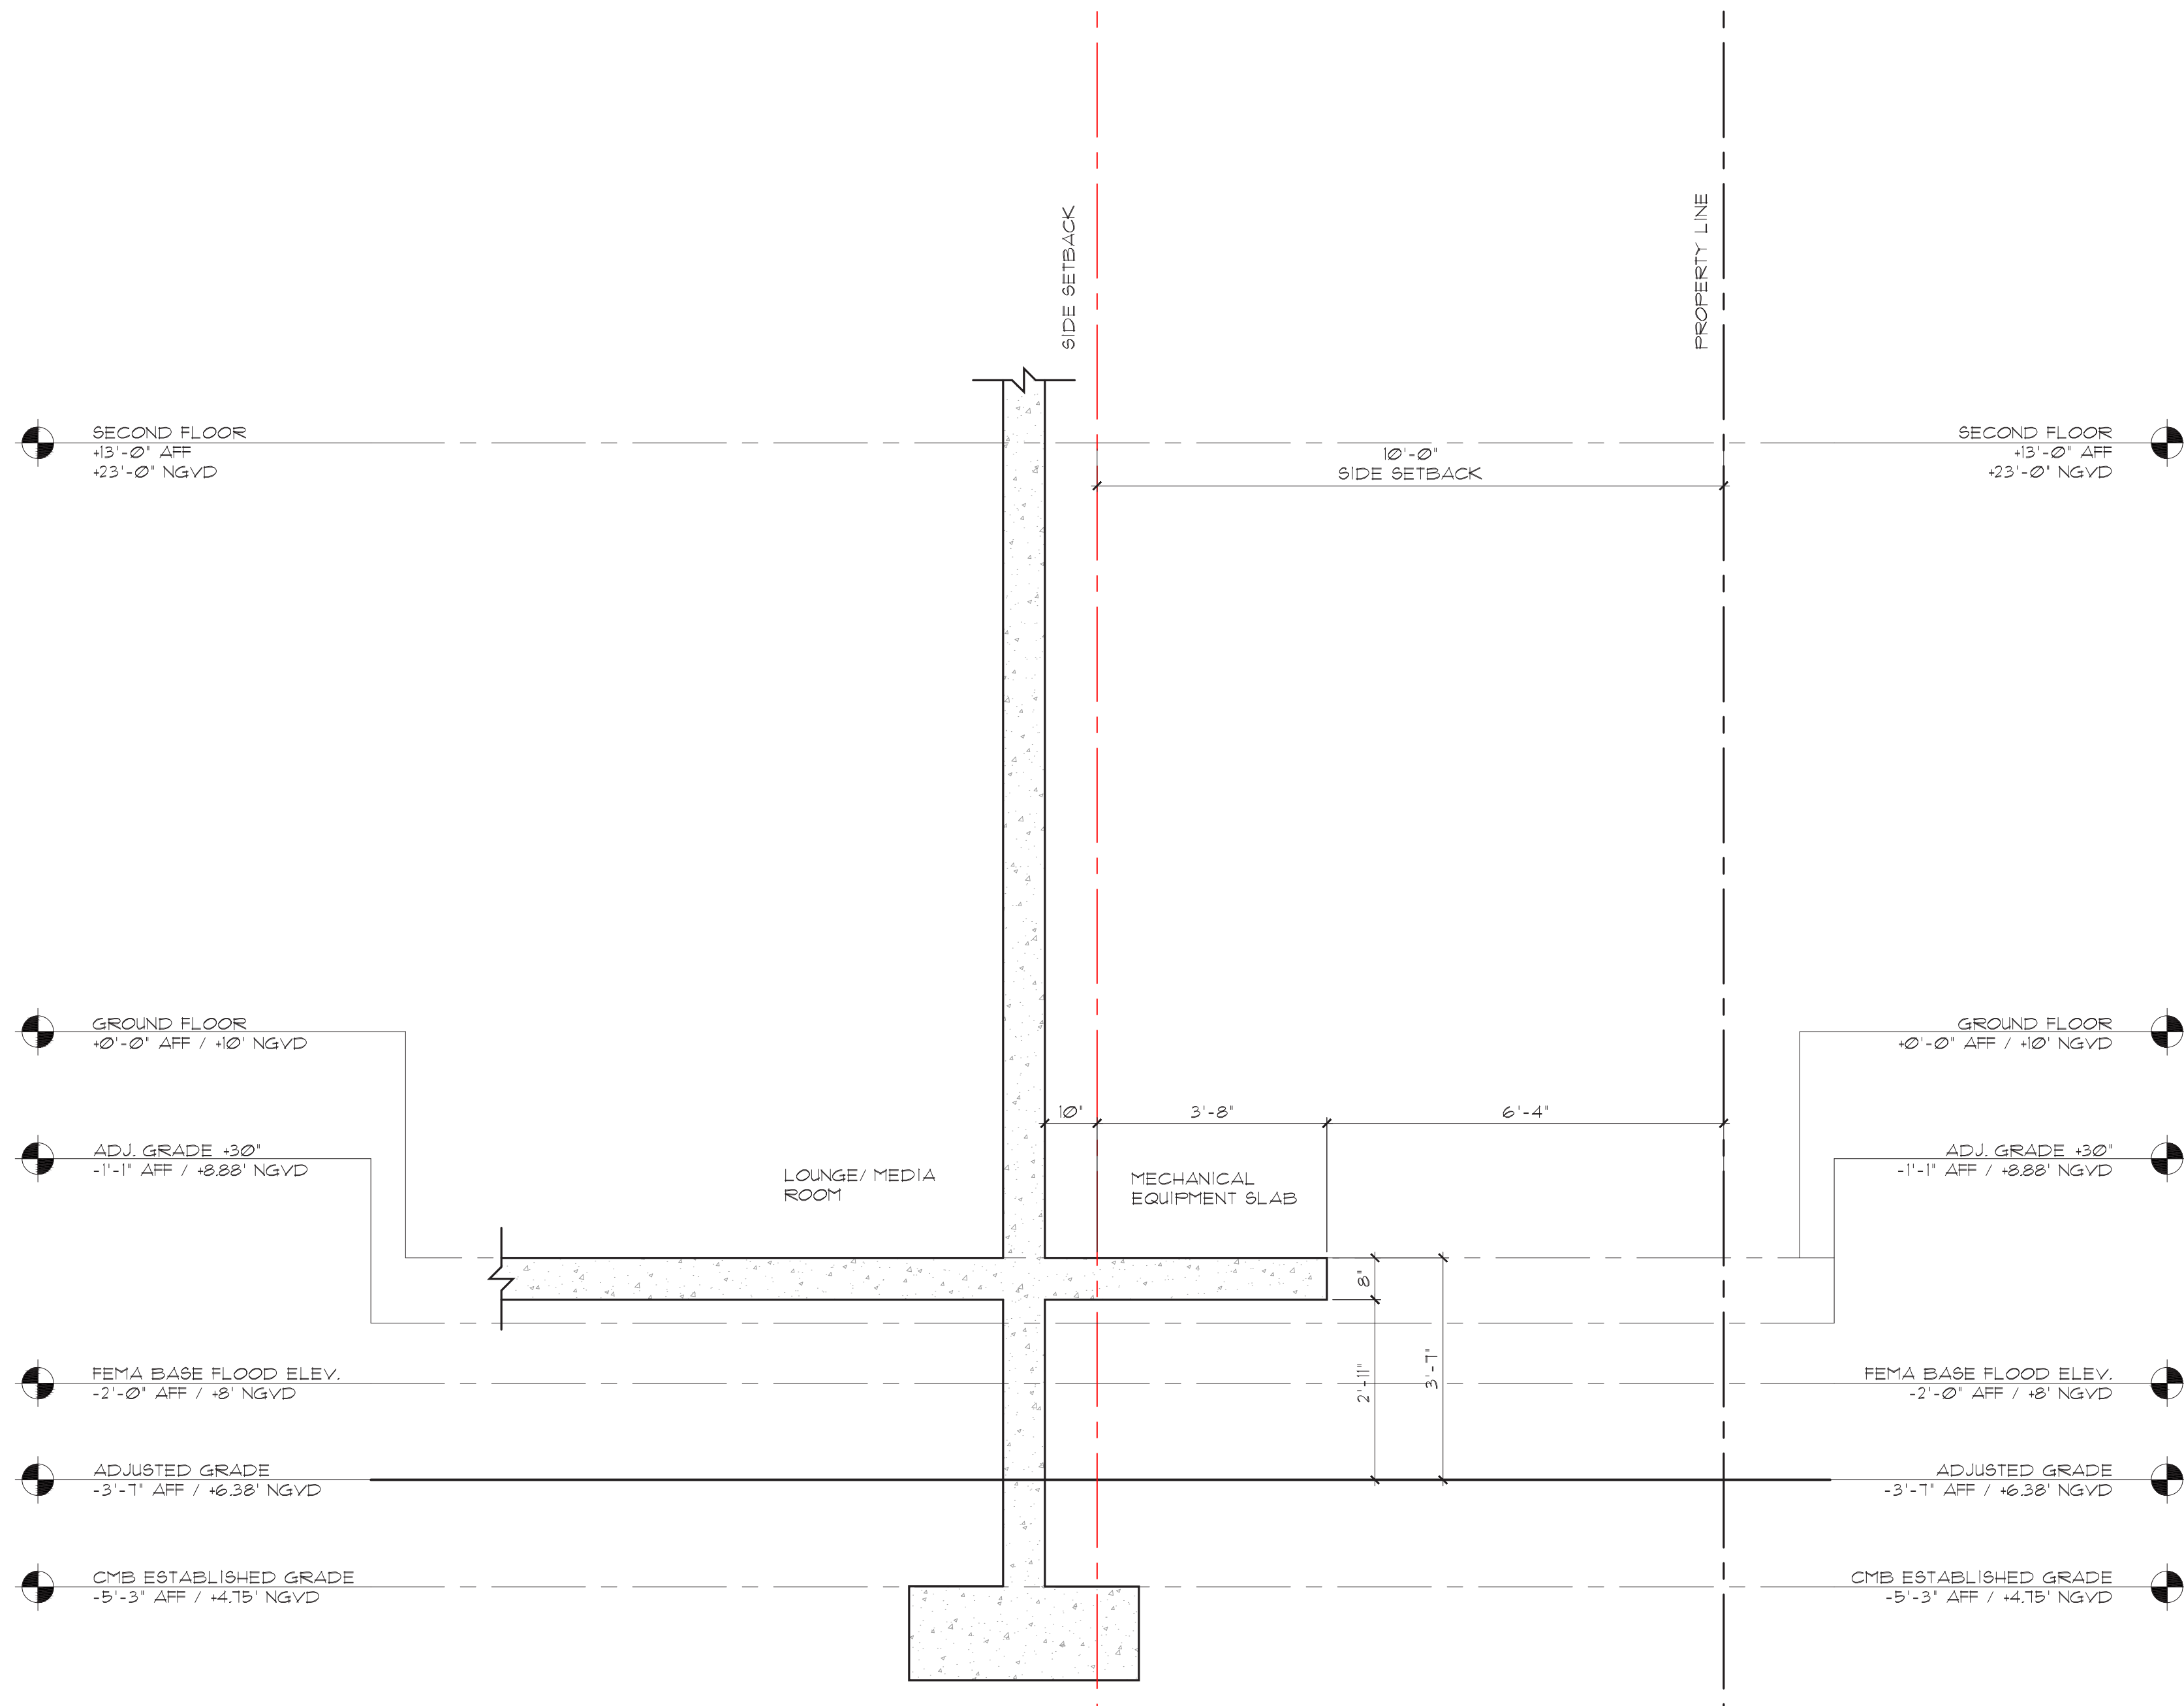 SIDE SETBACK
PROPERTY LINE
SECOND FLOOR
+13'-0" AFF
+23'-0" NGVD
10'-0"
SIDE SETBACK
SECOND FLOOR
+13'-0" AFF
+23'-0" NGVD
GROUND FLOOR
+0'-0" AFF / +10' NGVD
GROUND FLOOR
+0'-0" AFF / +10' NGVD
10"
3'-8"
6'-4"
ADJ. GRADE +30"
-1'-1" AFF / +8.88' NGVD
LOUNGE/ MEDIA
ROOM
MECHANICAL
EQUIPMENT SLAB
ADJ. GRADE +30"
-1'-1" AFF / +8.88' NGVD
8"
2'-11"
3'-7"
FEMA BASE FLOOD ELEV.
-2'-0" AFF / +8' NGVD
FEMA BASE FLOOD ELEV.
-2'-0" AFF / +8' NGVD
ADJUSTED GRADE
-3'-7" AFF / +6.38' NGVD
ADJUSTED GRADE
-3'-7" AFF / +6.38' NGVD
CMB ESTABLISHED GRADE
-5'-3" AFF / +4.75' NGVD
CMB ESTABLISHED GRADE
-5'-3" AFF / +4.75' NGVD